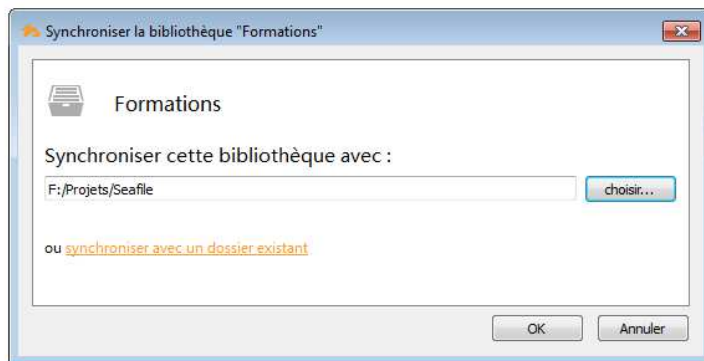 Synchroniser la bibliothèque "Formations"
Formations
Synchroniser cette bibliothèque avec :
F:/Projets/Seafile
choisir...
ou synchroniser avec un dossier existant
OK
Annuler